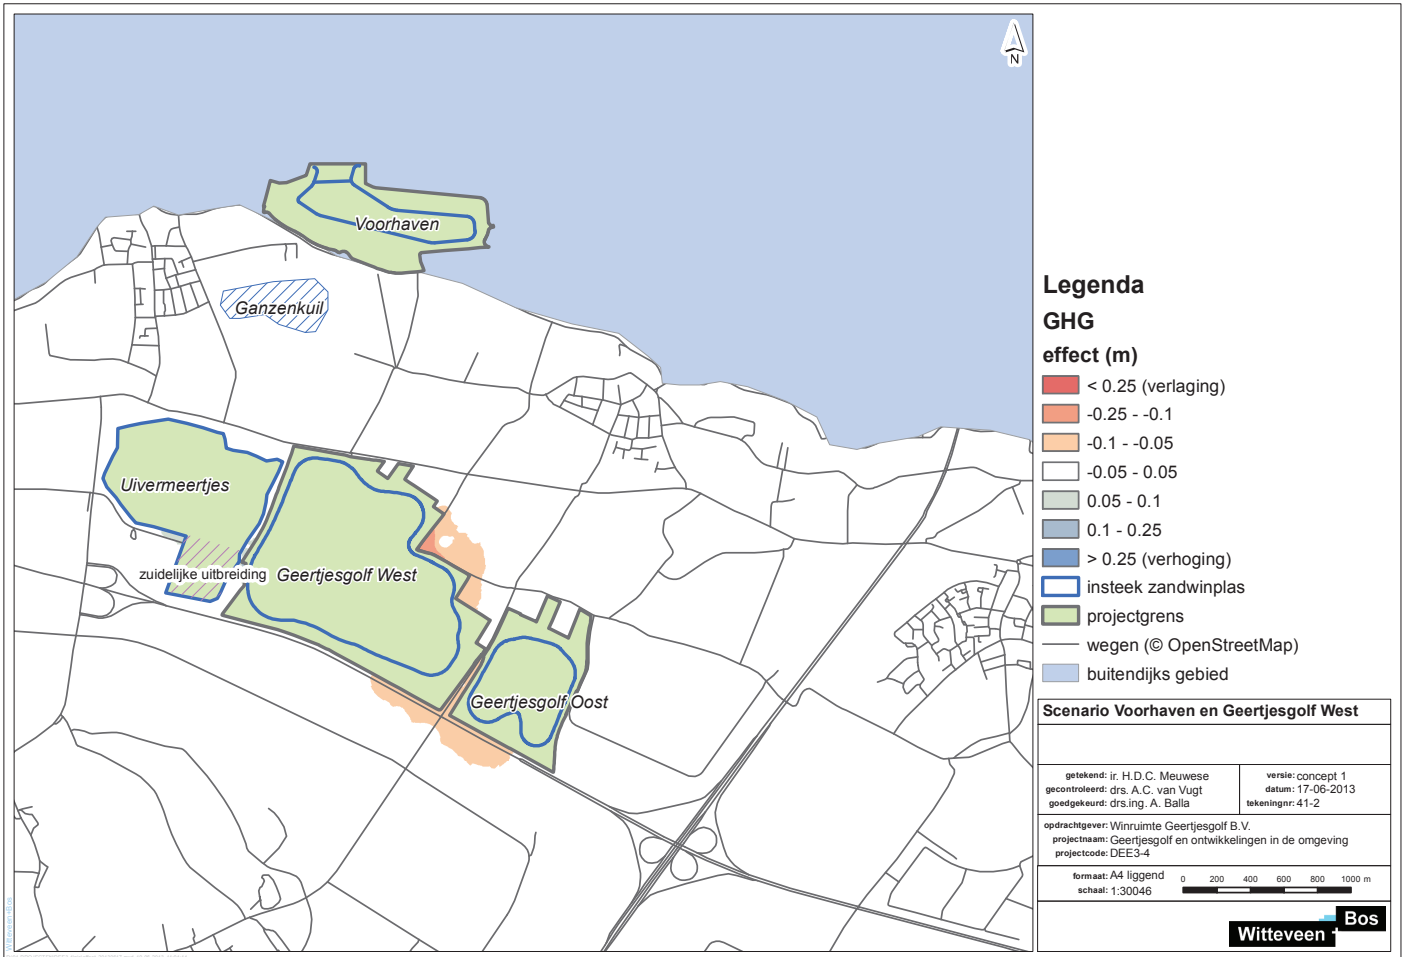 N
Voorhaven
Ganzenkuil
Uivermeertjes
zuidelijke uitbreiding
Geertjesgolf West
Geertjesgolf Oost
Legenda
GHG
effect (m)
< 0.25 (verlaging)
-0.25 - -0.1
-0.1 - -0.05
-0.05 - 0.05
0.05 - 0.1
0.1 - 0.25
> 0.25 (verhoging)
insteek zandwinplas
projectgrens
wegen (© OpenStreetMap)
buitendijks gebied
Scenario Voorhaven en Geertjesgolf West
getekend: ir. H.D.C. Meuwese
gecontroleerd: drs. A.C. van Vugt
goedgekeurd: drs.ing. A. Balla
versie: concept 1
datum: 17-06-2013
tekeningnr: 41-2
opdrachtgever: Winruimte Geertjesgolf B.V.
projectnaam: Geertjesgolf en ontwikkelingen in de omgeving
projectcode: DEE3-4
formaat: A4 liggend
schaal: 1:30046
0 200 400 600 800 1000 m
Witteveen + Bos
Witteveen+Bos